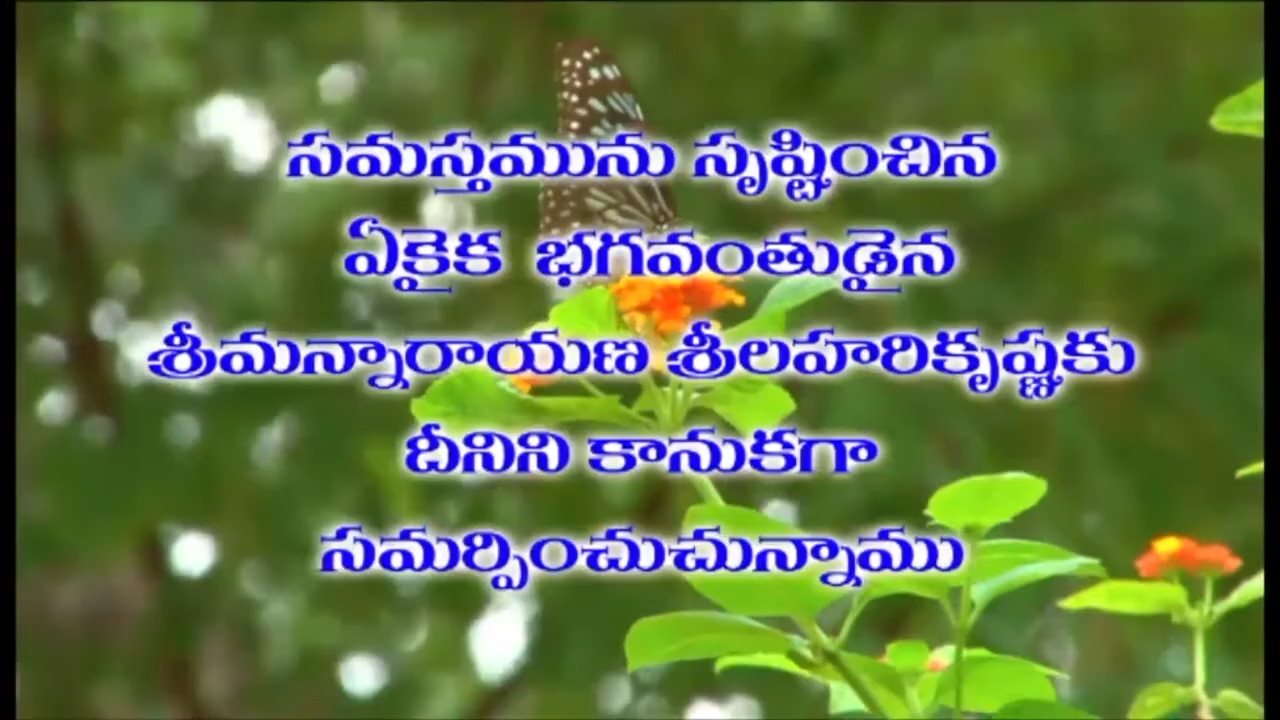 సమస్తమును సృష్టించిన
ఏకైక భగవంతుడైన
శ్రీమన్నారాయణ శ్రీలహరికృష్ణకు
దీనిని కానుకగా
సమర్పించుచున్నాము